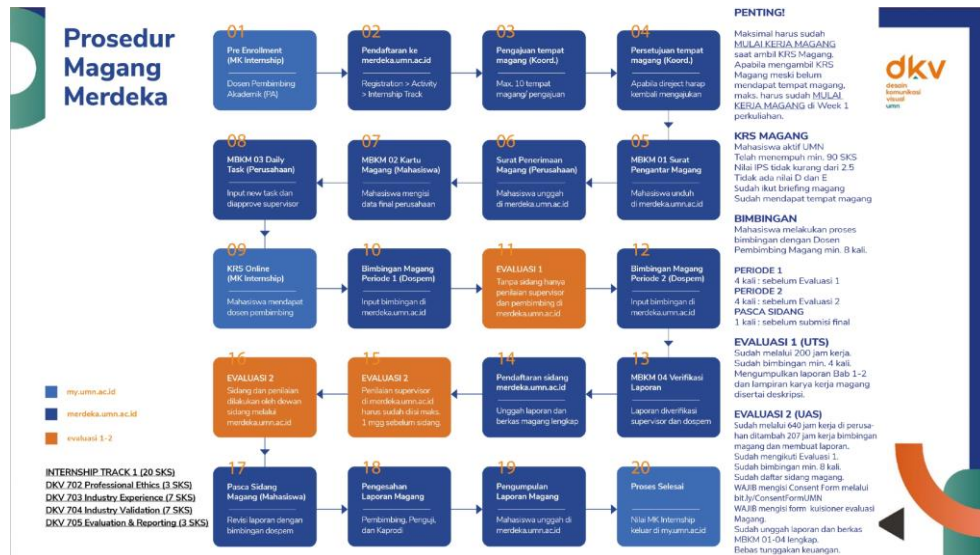 Prosedur
Magang
Merdeka
01
Pre Enrollment
(MK Internship)
Dosen Pembimbing
Akademik (PA)
02
Pendaftaran ke
merdeka.umn.ac.id
Registration > Activity
> Internship Track
03
Pengajuan tempat
magang (Koord.)
Max. 10 tempat
magang/ pengajuan
04
Persetujuan tempat
magang (Koord.)
Apabila direject harap
kembali mengajukan
08
MBKM 03 Daily
Task (Perusahaan)
Input new task dan
diapprove supervisor
07
MBKM 02 Kartu
Magang (Mahasiswa)
Mahasiswa mengisi
data final perusahaan
06
Surat Penerimaan
Magang (Perusahaan)
Mahasiswa unggah
di merdeka.umn.ac.id
05
MBKM 01 Surat
Pengantar Magang
Mahasiswa unduh
di merdeka.umn.ac.id
09
KRS Online
(MK Internship)
Mahasiswa mendapat
dosen pembimbing
10
Bimbingan Magang
Periode 1 (Dospem)
Input bimbingan di
merdeka.umn.ac.id
11
EVALUASI 1
Tanpa sidang hanya
penilaian supervisor
dan pembimbing di
merdeka.umn.ac.id
12
Bimbingan Magang
Periode 2 (Dospem)
Input bimbingan di
merdeka.umn.ac.id
16
EVALUASI 2
Sidang dan penilaian
dilakukan oleh dewan
sidang melalui
merdeka.umn.ac.id
15
EVALUASI 2
Penilaian supervisor
di merdeka.umn.ac.id
harus sudah diisi maks.
1 mgg sebelum sidang.
14
Pendaftaran sidang
merdeka.umn.ac.id
Unggah laporan dan
berkas magang lengkap
13
MBKM 04 Verifikasi
Laporan
Laporan diverifikasi
supervisor dan dospem
17
Pasca Sidang
Magang (Mahasiswa)
Revisi laporan dengan
bimbingan dospem
18
Pengesahan
Laporan Magang
Pembimbing, Penguji,
dan Kaprodi
19
Pengumpulan
Laporan Magang
Mahasiswa unggah di
merdeka.umn.ac.id
20
Proses Selesai
Nilai MK Internship
keluar di my.umn.ac.id
my.umn.ac.id
merdeka.umn.ac.id
evaluasi 1-2
INTERNSHIP TRACK 1 (20 SKS)
DKV 702 Professional Ethics (3 SKS)
DKV 703 Industry Experience (7 SKS)
DKV 704 Industry Validation (7 SKS)
DKV 705 Evaluation & Reporting (3 SKS)
PENTING!
Maksimal harus sudah
MULAI KERJA MAGANG
saat ambil KRS Magang.
Apabila mengambil KRS
Magang meski belum
mendapat tempat magang,
maks. harus sudah MULAI
KERJA MAGANG di Week 1
perkuliahan.
KRS MAGANG
Mahasiswa aktif UMN
Telah menempuh min. 90 SKS
Nilai IPS tidak kurang dari 2.5
Tidak ada nilai D dan E
Sudah ikut briefing magang
Sudah mendapat tempat magang
BIMBINGAN
Mahasiswa melakukan proses
bimbingan dengan Dosen
Pembimbing Magang min. 8 kali.
PERIODE 1
4 kali : sebelum Evaluasi 1
PERIODE 2
4 kali : sebelum Evaluasi 2
PASCA SIDANG
1 kali : sebelum submisi final
EVALUASI 1 (UTS)
Sudah melalui 200 jam kerja.
Sudah bimbingan min. 4 kali.
Mengumpulkan laporan Bab 1-2
dan lampiran karya kerja magang
disertai deskripsi.
EVALUASI 2 (UAS)
Sudah melalui 640 jam kerja di perusa-
han ditambah 207 jam kerja bimbingan
magang dan membuat laporan.
Sudah mengikuti Evaluasi 1.
Sudah bimbingan min. 8 kali.
Sudah daftar sidang magang.
WAJIB mengisi Consent Form melalui
bit.ly/ConsentFormUMN
WAJIB mengisi form kuisioner evaluasi
Magang.
Sudah unggah laporan dan berkas
MBKM 01-04 lengkap.
Bebas tunggakan keuangan.
dkv
desain
komunikasi
visual
umn